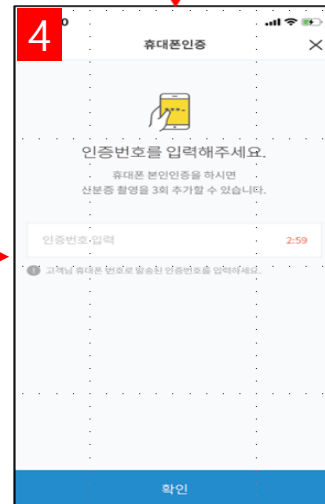 4
휴대폰인증
인증번호를 입력해주세요.
휴대폰 본인인증을 하시면
신분증 촬영을 3회 추가할 수 있습니다.
인증번호 입력 2:59
고객님 휴대폰 번호로 발송된 인증번호를 입력하세요.
확인